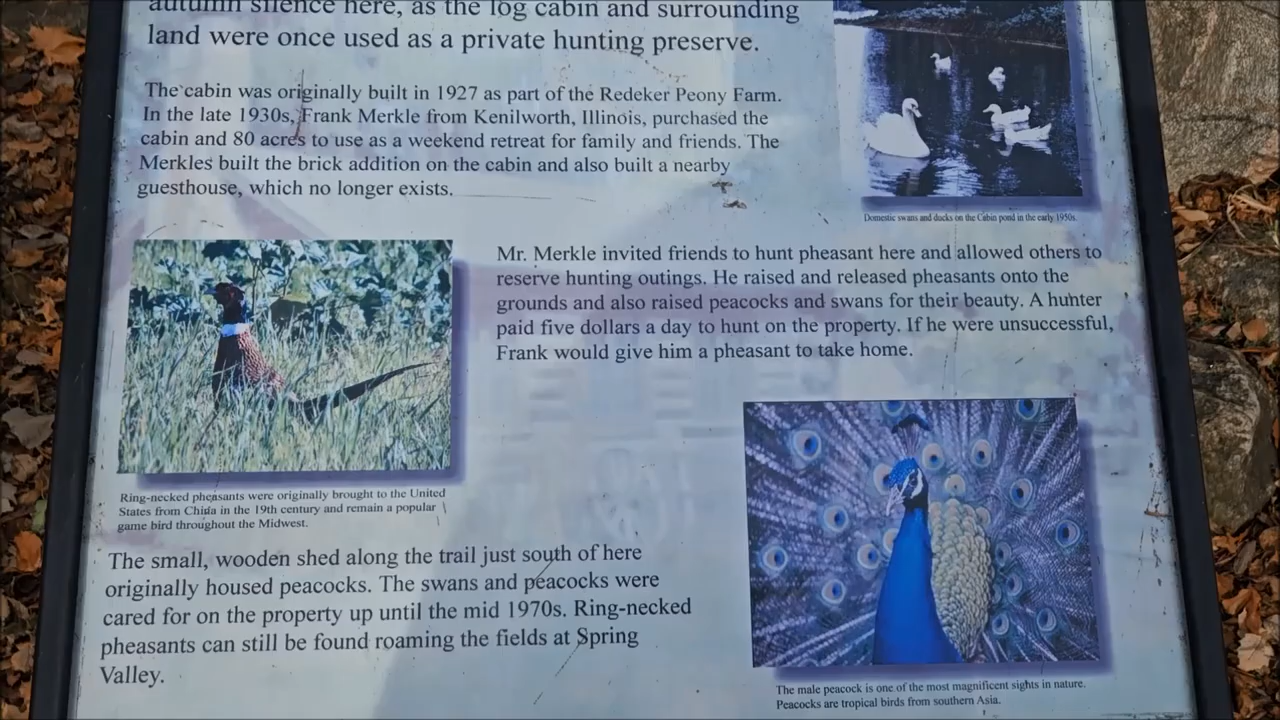 autumn silence here, as the log cabin and surrounding
land were once used as a private hunting preserve.
The cabin was originally built in 1927 as part of the Redeker Peony Farm.
In the late 1930s, Frank Merkle from Kenilworth, Illinois, purchased the
cabin and 80 acres to use as a weekend retreat for family and friends. The
Merkles built the brick addition on the cabin and also built a nearby
guesthouse, which no longer exists.
Domestic swans and ducks on the Cabin pond in the early 1950s.
Mr. Merkle invited friends to hunt pheasant here and allowed others to
reserve hunting outings. He raised and released pheasants onto the
grounds and also raised peacocks and swans for their beauty. A hunter
paid five dollars a day to hunt on the property. If he were unsuccessful,
Frank would give him a pheasant to take home.
Ring-necked pheasants were originally brought to the United
States from China in the 19th century and remain a popular
game bird throughout the Midwest.
The small, wooden shed along the trail just south of here
originally housed peacocks. The swans and peacocks were
cared for on the property up until the mid 1970s. Ring-necked
pheasants can still be found roaming the fields at Spring
Valley.
The male peacock is one of the most magnificent sights in nature.
Peacocks are tropical birds from southern Asia.